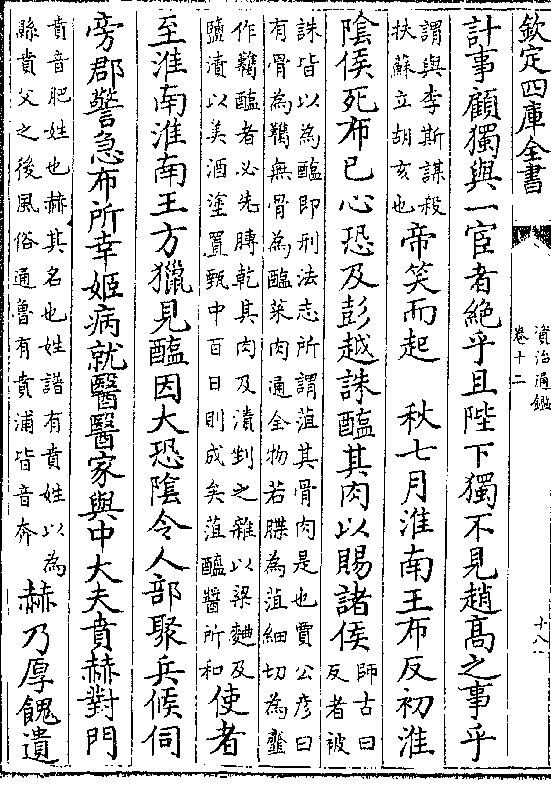 欽定四庫全書
資治通鑑
卷十二
十八
計事顧獨與一宦者絶乎且陛下獨不見趙髙之事乎
謂與李斯謀殺
扶蘇立胡亥也
帝笑而起　秋七月淮南王布反初淮
隂侯死布已心恐及彭越誅醢其肉以賜諸侯
師古曰
反者被
誅皆以為醢即刑法志所謂菹其骨肉是也賈公彦曰
有骨為臡無骨為醢菜肉通全物若牒為菹細切為韲
作臡醢者必先膊乾其肉及潰剉之雜以粱麯及
鹽漬以美酒塗置甄中百日則成矣菹醢醬所和
使者
至淮南淮南王方獵見醢因大恐隂令人部聚兵候伺
旁郡警急布所幸姬病就醫醫家與中大夫賁赫對門
賁音肥姓也赫其名也姓譜有賁姓以為
縣賁父之後風俗通魯有賁浦皆音奔
赫乃厚餽遺